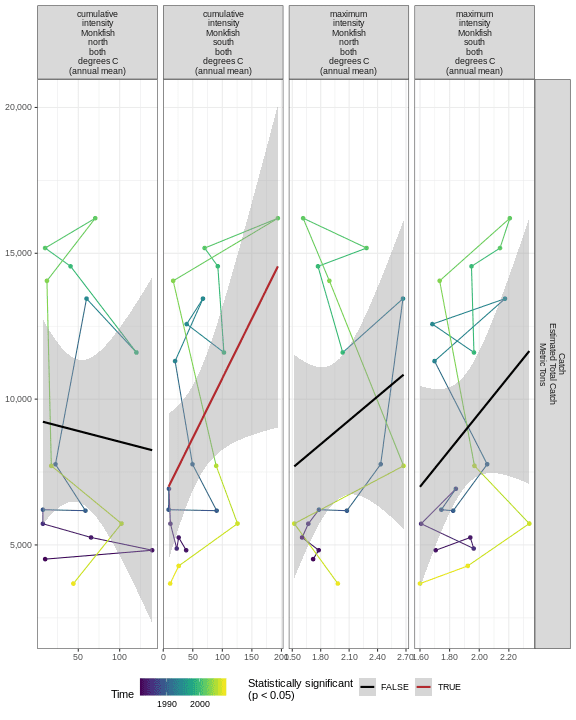 cumulative
intensity
Monkfish
north
both
degrees C
(annual mean)
cumulative
intensity
Monkfish
south
both
degrees C
(annual mean)
maximum
intensity
Monkfish
north
both
degrees C
(annual mean)
maximum
intensity
Monkfish
south
both
degrees C
(annual mean)
20,000
15,000
10,000
5,000
Catch
Estimated Total Catch
Metric Tons
50 100
0 50 100 150 200
1.50 1.80 2.10 2.40 2.70
1.60 1.80 2.00 2.20
Time
1990 2000
Statistically significant
(p < 0.05)
FALSE
TRUE